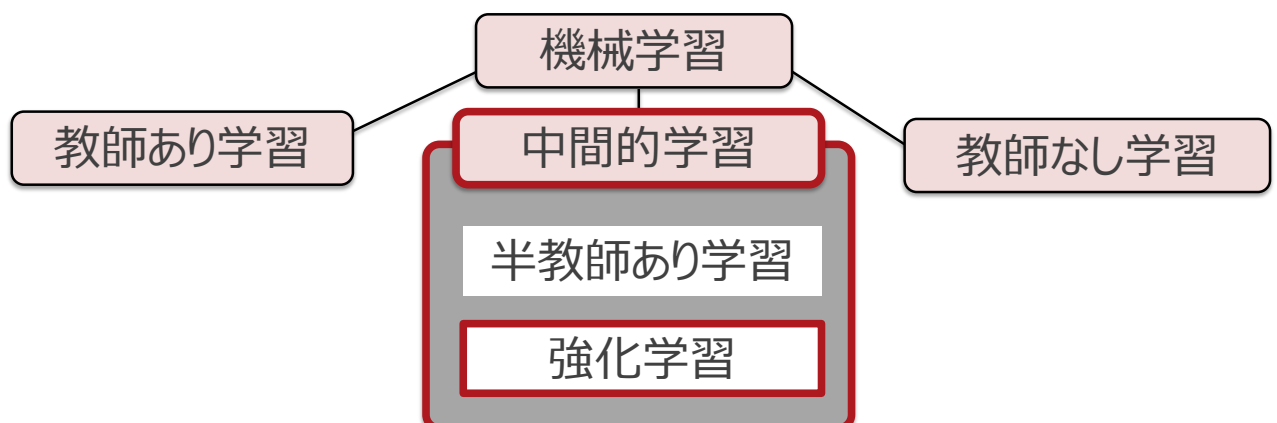 機械学習
教師あり学習
中間的学習
教師なし学習
半教師あり学習
強化学習